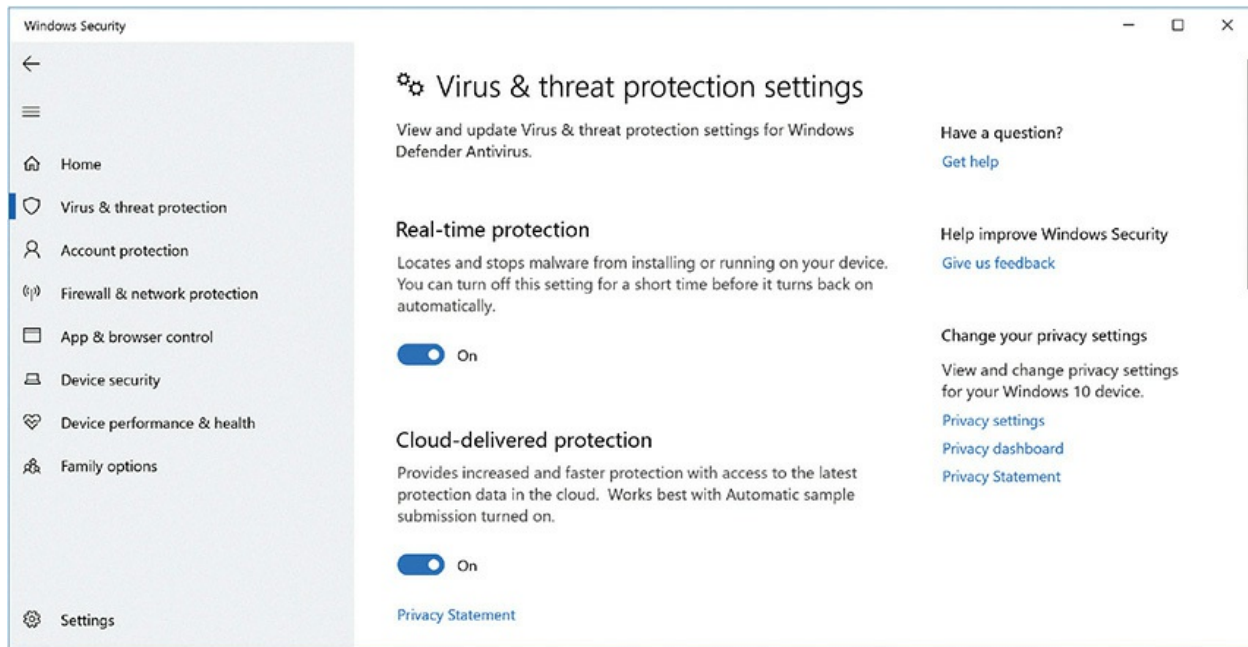 Windows Security
Home
Virus & threat protection
Account protection
Firewall & network protection
App & browser control
Device security
Device performance & health
Family options
Settings
Virus & threat protection settings
View and update Virus & threat protection settings for Windows
Defender Antivirus.
Real-time protection
Locates and stops malware from installing or running on your device.
You can turn off this setting for a short time before it turns back on
automatically.
On
Cloud-delivered protection
Provides increased and faster protection with access to the latest
protection data in the cloud. Works best with Automatic sample
submission turned on.
On
Privacy Statement
Have a question?
Get help
Help improve Windows Security
Give us feedback
Change your privacy settings
View and change privacy settings
for your Windows 10 device.
Privacy settings
Privacy dashboard
Privacy Statement